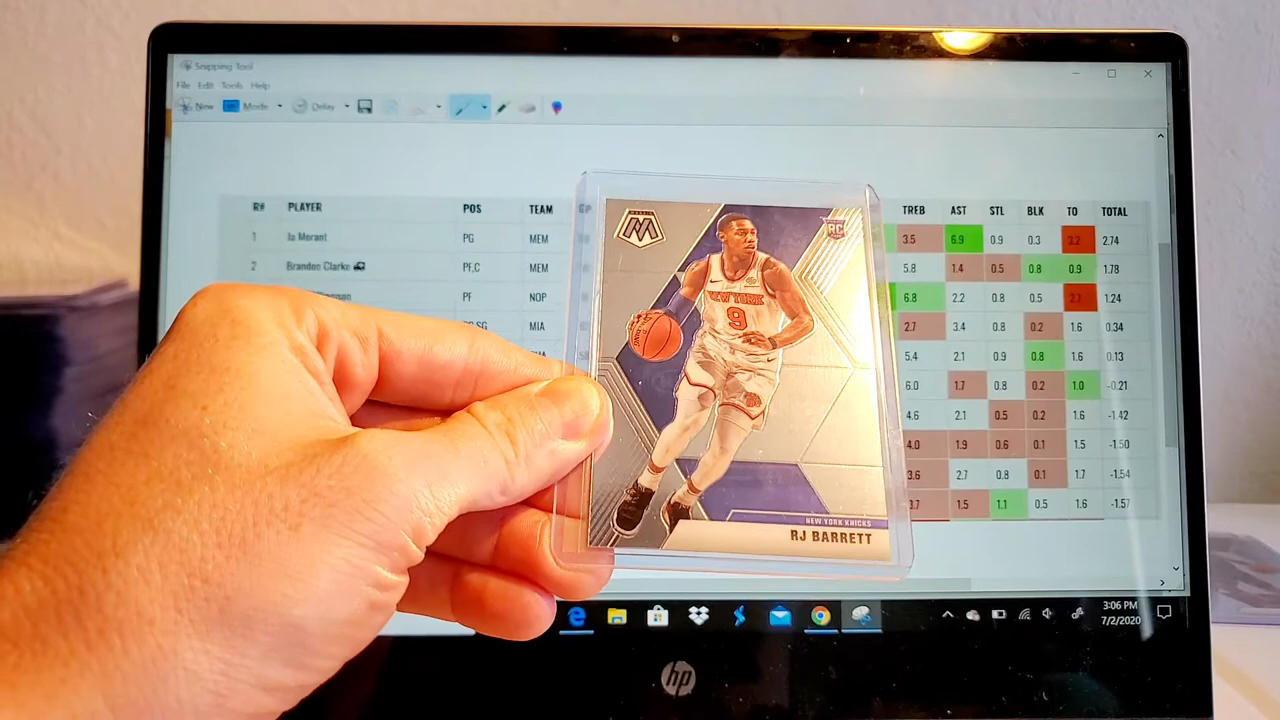 Snipping Tool
File Edit Tools Help
New Mode Delay
R# PLAYER POS TEAM TREB AST STL BLK TO TOTAL
1 Ja Morant PG MEM 3.5 6.9 0.9 0.3 3.2 2.74
2 Brandon Clarke PF,C MEM 5.8 1.4 0.5 0.8 0.9 1.78
PF NOP 6.8 2.2 0.8 0.5 2.7 1.24
SG MIA 2.7 3.4 0.8 0.2 1.6 0.34
5.4 2.1 0.9 0.8 1.6 0.13
6.0 1.7 0.8 0.2 1.0 -0.21
4.6 2.1 0.5 0.2 1.6 -1.42
4.0 1.9 0.6 0.1 1.5 -1.50
3.6 2.7 0.8 0.1 1.7 -1.54
3.7 1.5 1.1 0.5 1.6 -1.57
MOSAIC
RC
NEW YORK
9
NEW YORK KNICKS
RJ BARRETT
3:06 PM
7/2/2020
hp